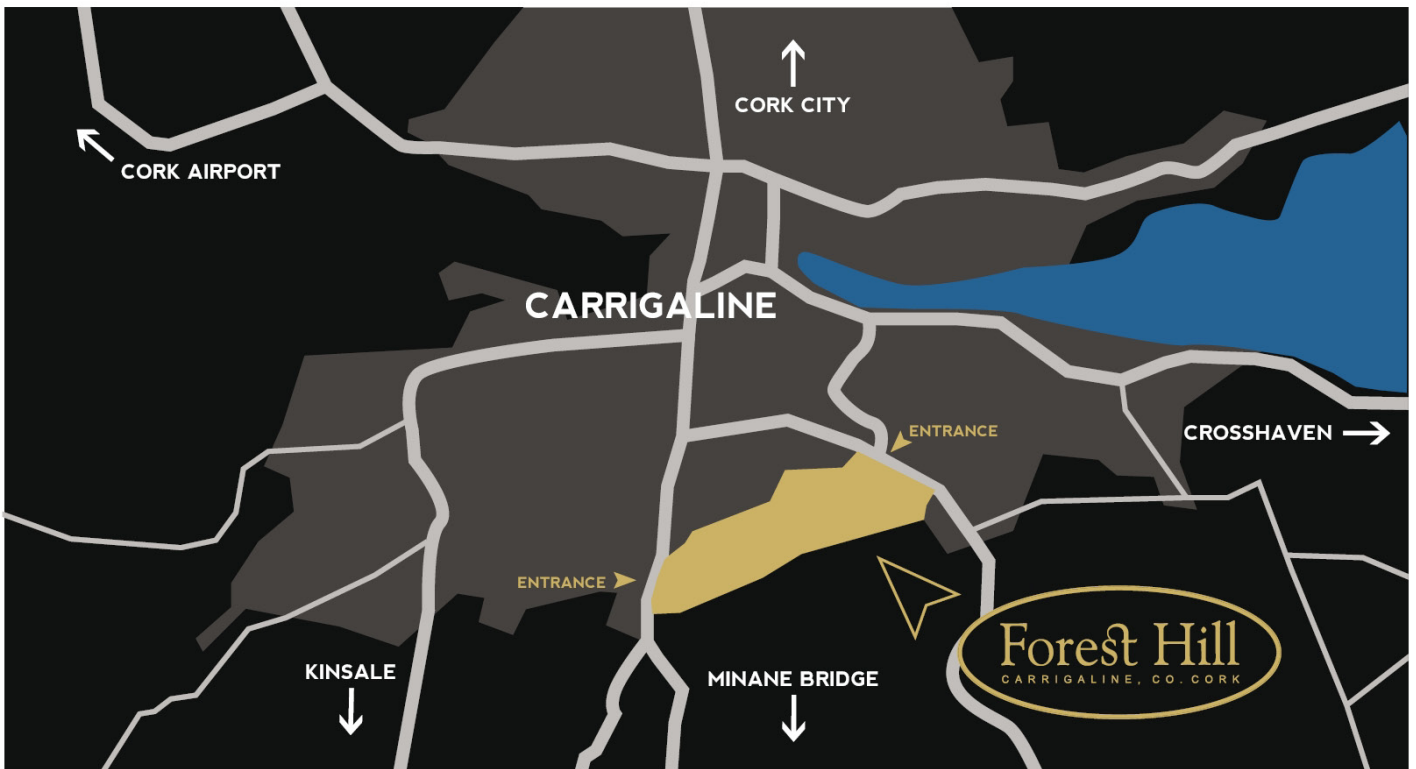 CORK CITY
CORK AIRPORT
CARRIGALINE
ENTRANCE
CROSSHAVEN
ENTRANCE
KINSALE
MINANE BRIDGE
Forest Hill
CARRIGALINE, CO. CORK